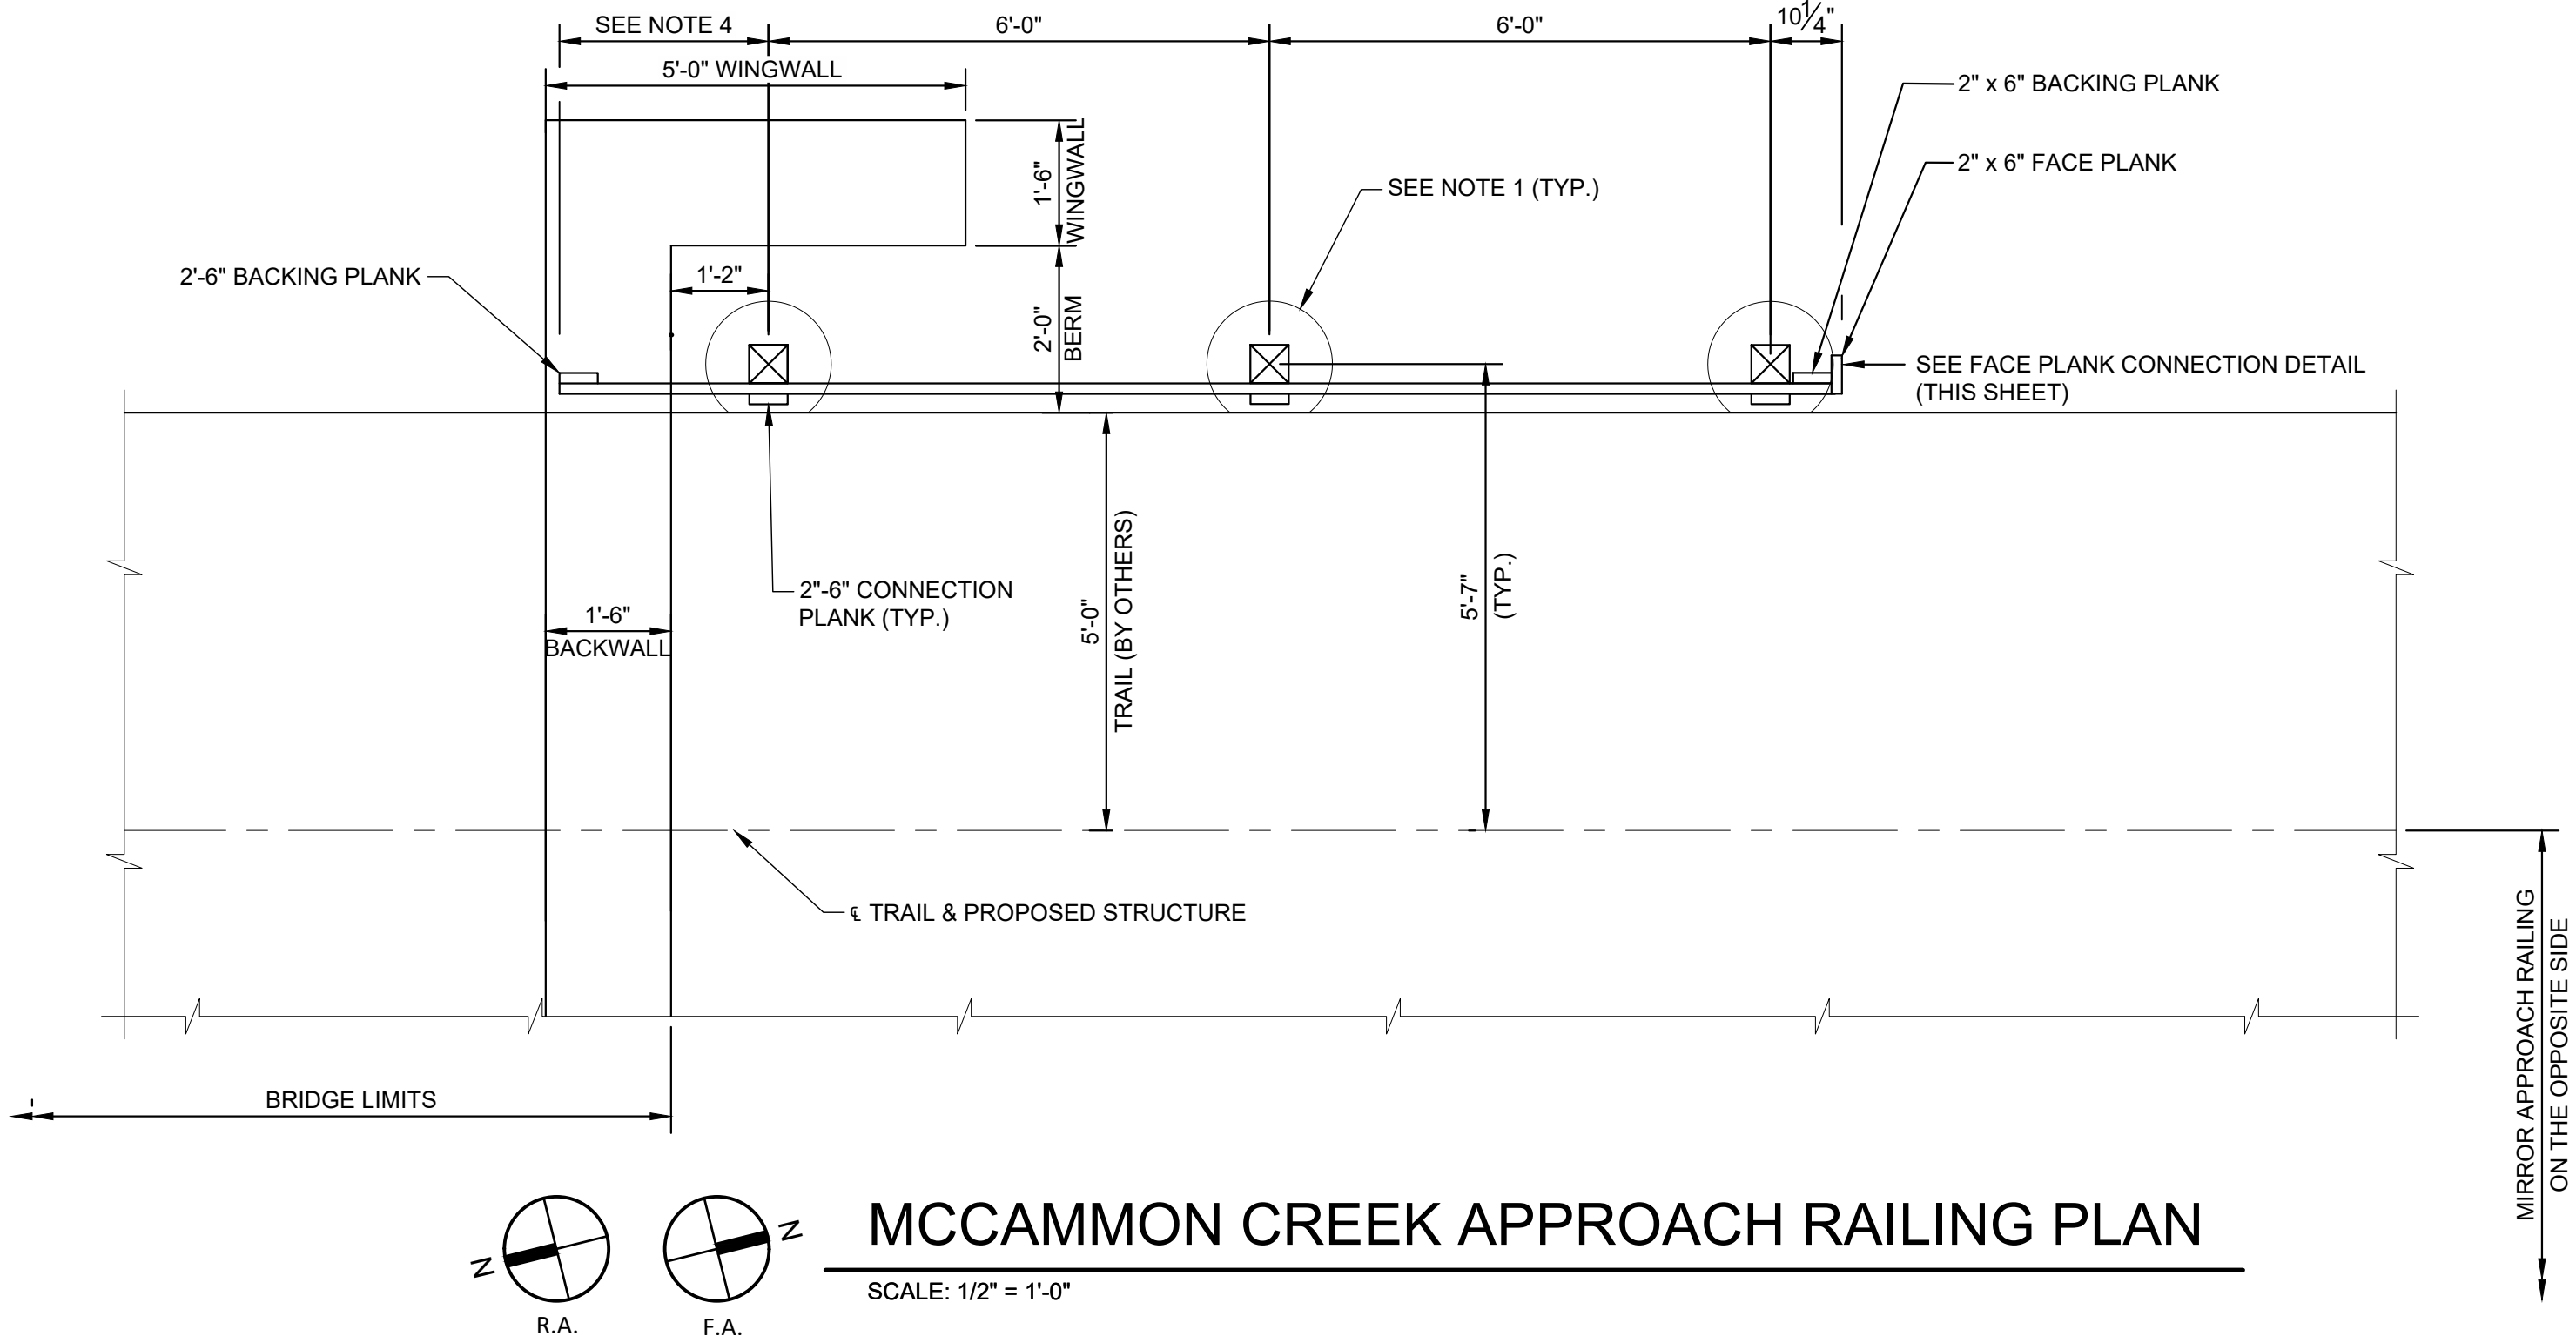 SEE NOTE 4
6'-0"
6'-0"
10 1/4"
5'-0" WINGWALL
2" x 6" BACKING PLANK
2" x 6" FACE PLANK
1'-6"
WINGWALL
SEE NOTE 1 (TYP.)
2'-6" BACKING PLANK
1'-2"
2'-0"
BERM
SEE FACE PLANK CONNECTION DETAIL
(THIS SHEET)
2"-6" CONNECTION
PLANK (TYP.)
5'-0"
TRAIL (BY OTHERS)
5'-7"
(TYP.)
1'-6"
BACKWALL
℄ TRAIL & PROPOSED STRUCTURE
MIRROR APPROACH RAILING
ON THE OPPOSITE SIDE
BRIDGE LIMITS
N
N
R.A.
F.A.
MCCAMMON CREEK APPROACH RAILING PLAN
SCALE: 1/2" = 1'-0"